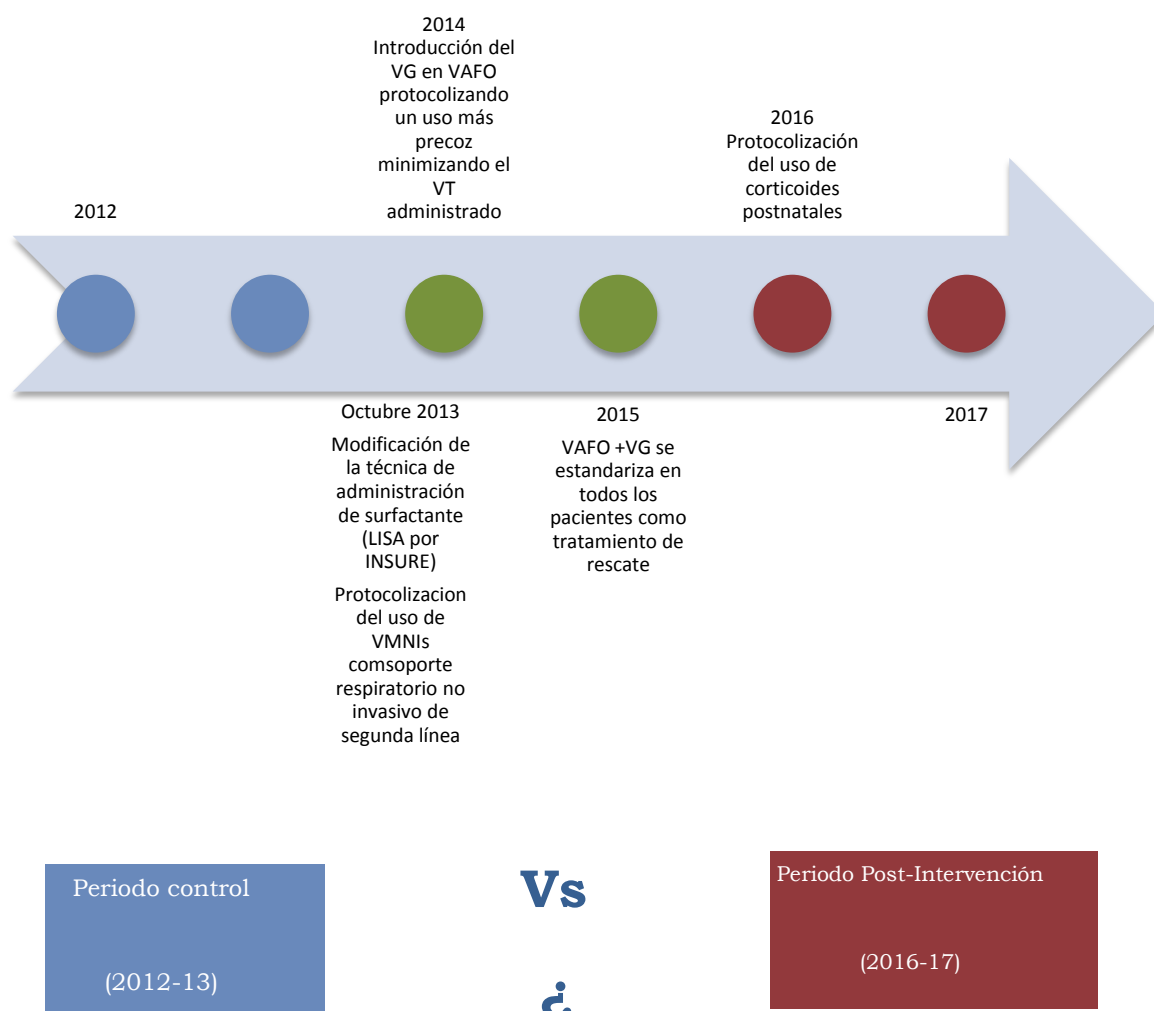 2012
2014
Introducción del
VG en VAFO
protocolizando
un uso más
precoz
minimizando el
VT
administrado
2016
Protocolización
del uso de
corticoides
postnatales
Octubre 2013
Modificación de
la técnica de
administración
de surfactante
(LISA por
INSURE)
Protocolizacion
del uso de
VMNIs
comsoporte
respiratorio no
invasivo de
segunda línea
2015
VAFO +VG se
estandariza en
todos los
pacientes como
tratamiento de
rescate
2017
Periodo control
(2012-13)
Vs
¿
Periodo Post-Intervención
(2016-17)